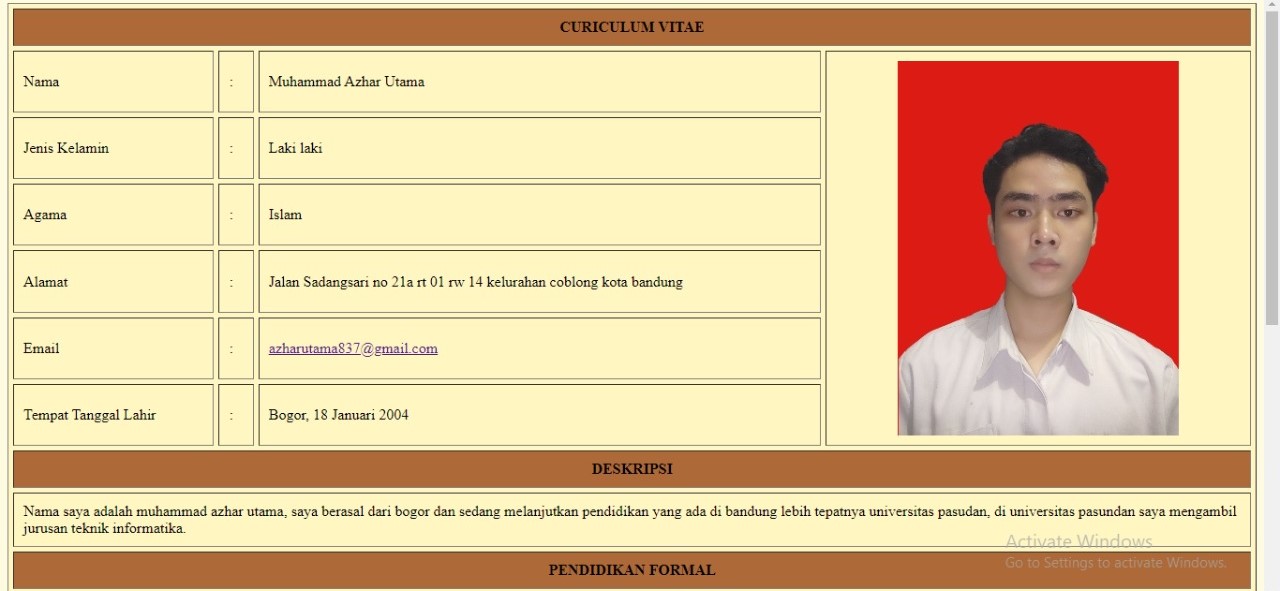 CURICULUM VITAE
Nama : Muhammad Azhar Utama
Jenis Kelamin : Laki laki
Agama : Islam
Alamat : Jalan Sadangsari no 21a rt 01 rw 14 kelurahan coblong kota bandung
Email : azharutama837@gmail.com
Tempat Tanggal Lahir : Bogor, 18 Januari 2004
DESKRIPSI
Nama saya adalah muhammad azhar utama, saya berasal dari bogor dan sedang melanjutkan pendidikan yang ada di bandung lebih tepatnya universitas pasudan, di universitas pasundan saya mengambil
jurusan teknik informatika.
Activate Windows
Go to Settings to activate Windows.
PENDIDIKAN FORMAL